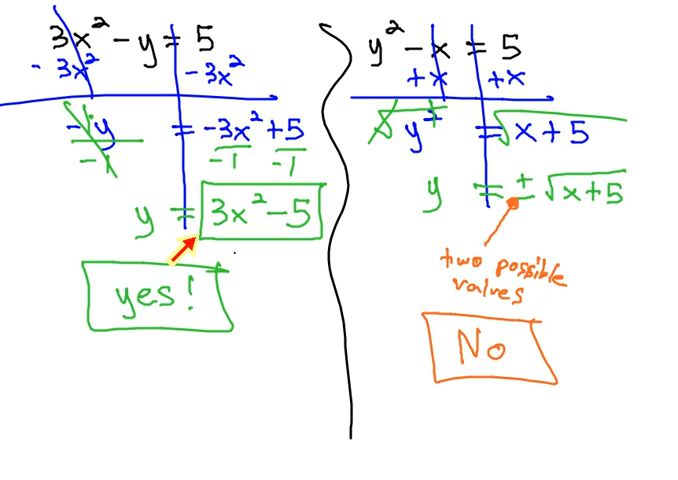 3x² - y = 5
- 3x² - 3x²
-1y = -3x² + 5
-1 -1 -1
y = 3x² - 5
yes!
y² - x = 5
+x +x
√y² = √x + 5
y = ± √x + 5
two possible
values
No